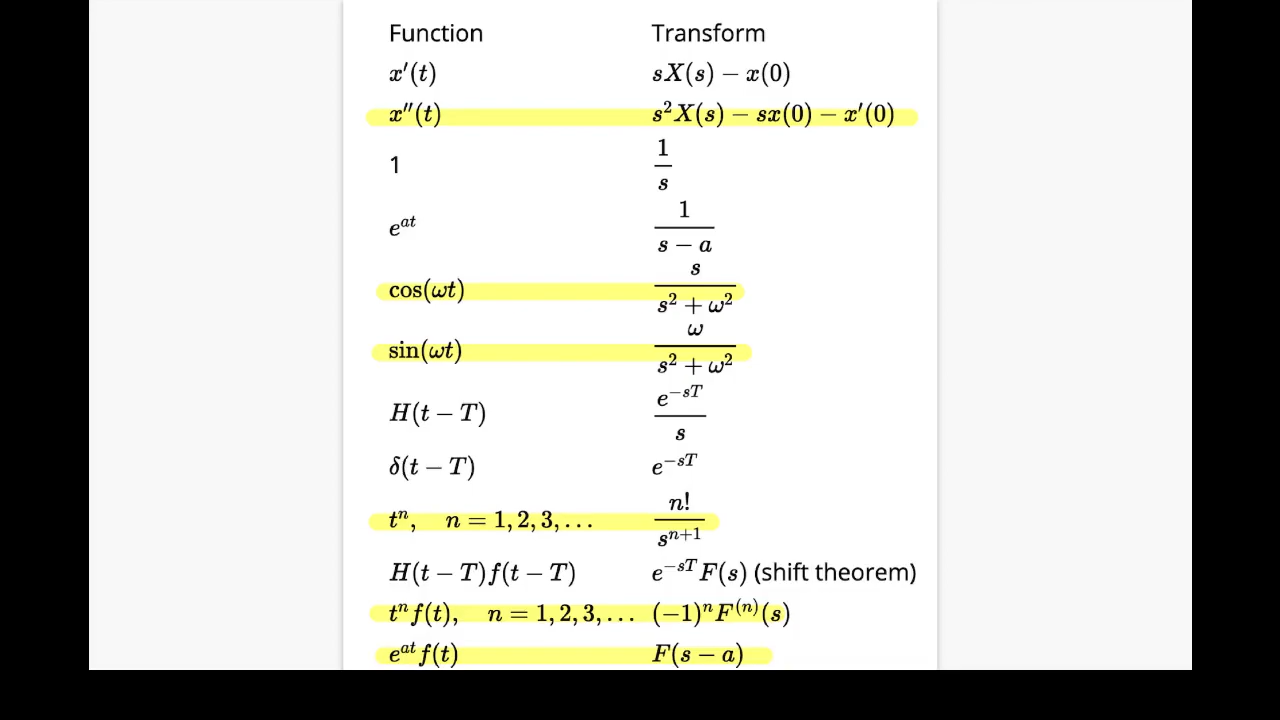 Function Transform
x′(t) sX(s) − x(0)
x″(t) s²X(s) − sx(0) − x′(0)
1 1/s
e^{at} 1/(s − a)
cos(ωt) s/(s² + ω²)
sin(ωt) ω/(s² + ω²)
H(t − T) e^{−sT}/s
δ(t − T) e^{−sT}
tⁿ, n = 1, 2, 3, … n!/s^{n+1}
H(t − T)f(t − T) e^{−sT}F(s) (shift theorem)
tⁿf(t), n = 1, 2, 3, … (−1)ⁿF^{(n)}(s)
e^{at}f(t) F(s − a)